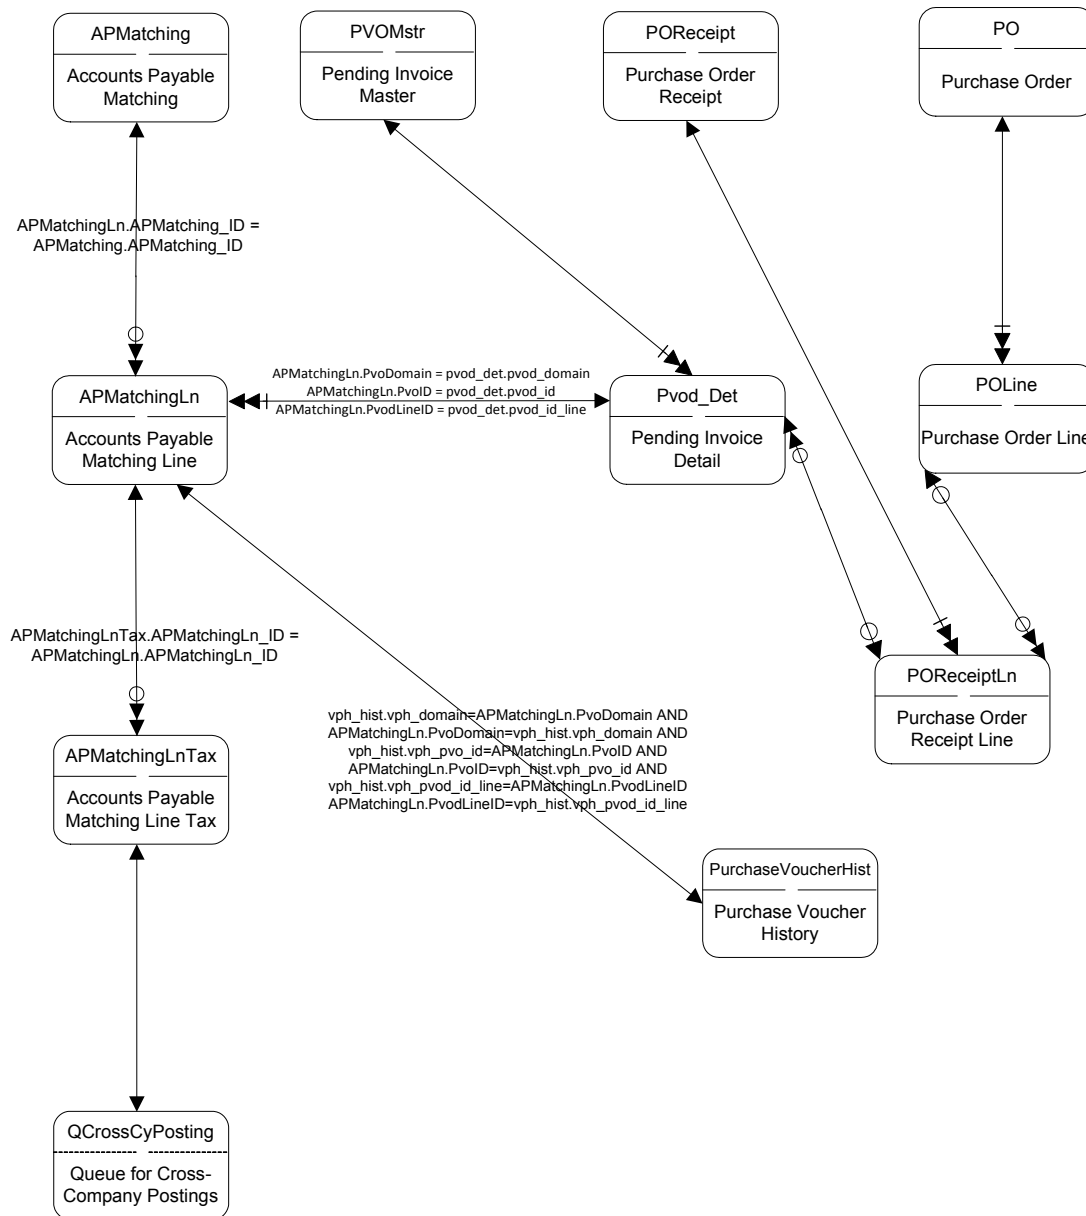 APMatching
Accounts Payable
Matching
PVOMstr
Pending Invoice
Master
POReceipt
Purchase Order
Receipt
PO
Purchase Order
APMatchingLn.APMatching_ID =
APMatching.APMatching_ID
APMatchingLn
Accounts Payable
Matching Line
APMatchingLn.PvoDomain = pvod_det.pvod_domain
APMatchingLn.PvoID = pvod_det.pvod_id
APMatchingLn.PvodLineID = pvod_det.pvod_id_line
Pvod_Det
Pending Invoice
Detail
POLine
Purchase Order Line
APMatchingLnTax.APMatchingLn_ID =
APMatchingLn.APMatchingLn_ID
POReceiptLn
Purchase Order
Receipt Line
vph_hist.vph_domain=APMatchingLn.PvoDomain AND
APMatchingLn.PvoDomain=vph_hist.vph_domain AND
vph_hist.vph_pvo_id=APMatchingLn.PvoID AND
APMatchingLn.PvoID=vph_hist.vph_pvo_id AND
vph_hist.vph_pvod_id_line=APMatchingLn.PvodLineID
APMatchingLn.PvodLineID=vph_hist.vph_pvod_id_line
APMatchingLnTax
Accounts Payable
Matching Line Tax
PurchaseVoucherHist
Purchase Voucher
History
QCrossCyPosting
Queue for Cross-
Company Postings